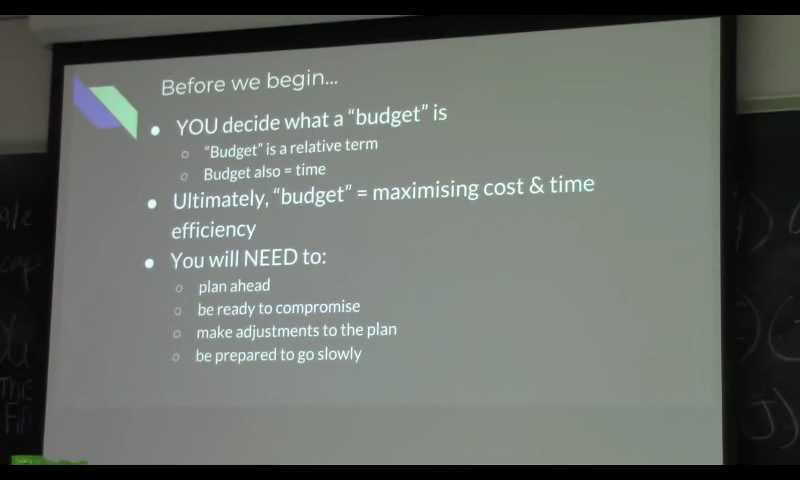 Before we begin...
● YOU decide what a “budget” is
○ “Budget” is a relative term
○ Budget also = time
● Ultimately, “budget” = maximising cost & time
efficiency
● You will NEED to:
○ plan ahead
○ be ready to compromise
○ make adjustments to the plan
○ be prepared to go slowly